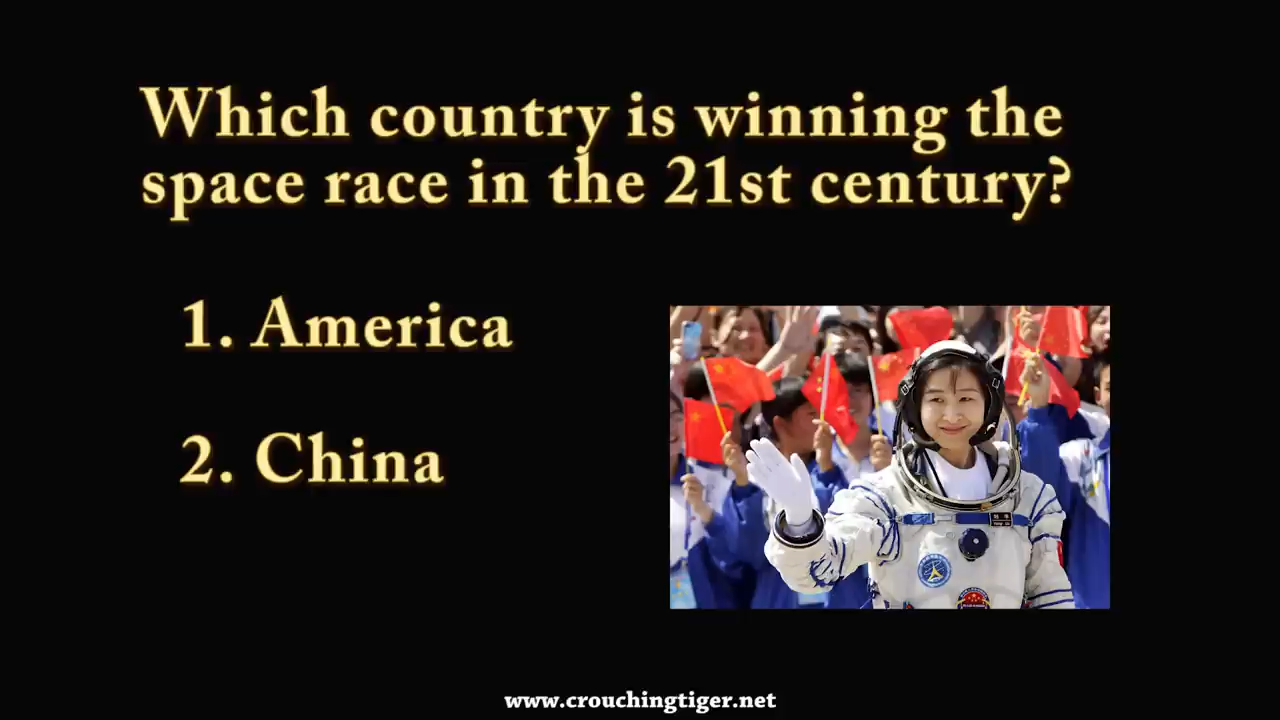 Which country is winning the
space race in the 21st century?
1. America
2. China
www.crouchingtiger.net